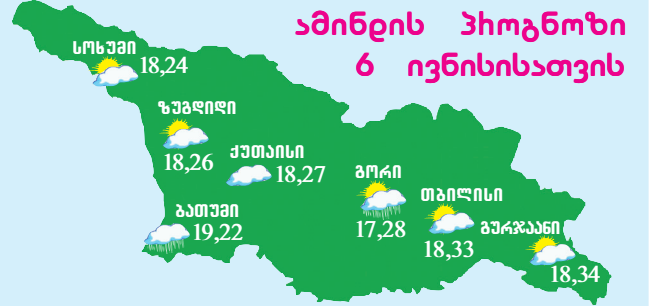 ამინდის პროგნოზი
6 ივნისისათვის
სოხუმი
18,24
ზუგდიდი
18,26
ქუთაისი
18,27
ბათუმი
19,22
გორი
17,28
თბილისი
18,33
გურჯაანი
18,34